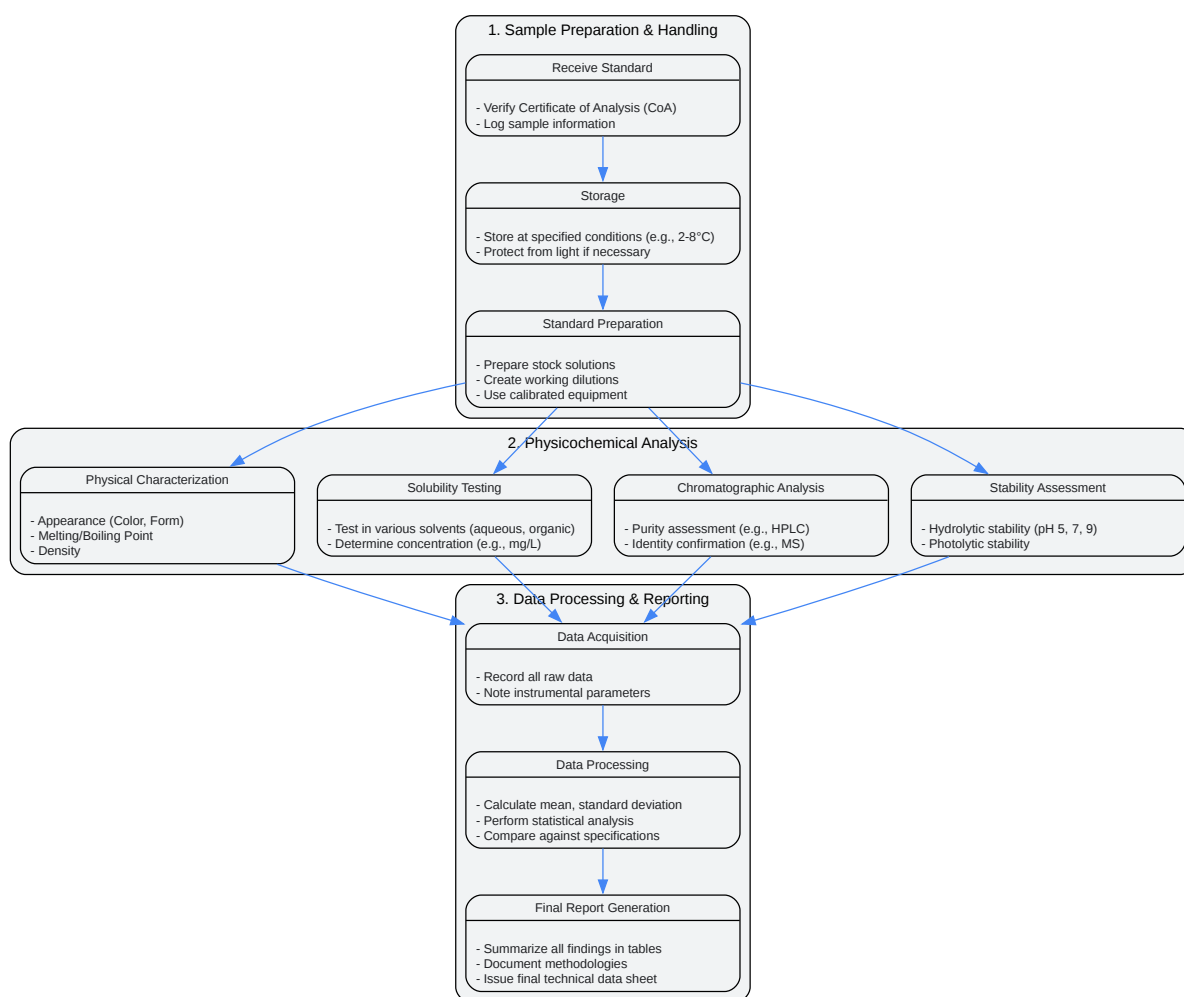 1. Sample Preparation & Handling
Receive Standard
- Verify Certificate of Analysis (CoA)
- Log sample information
Storage
- Store at specified conditions (e.g., 2-8°C)
- Protect from light if necessary
Standard Preparation
- Prepare stock solutions
- Create working dilutions
- Use calibrated equipment
2. Physicochemical Analysis
Physical Characterization
- Appearance (Color, Form)
- Melting/Boiling Point
- Density
Solubility Testing
- Test in various solvents (aqueous, organic)
- Determine concentration (e.g., mg/L)
Chromatographic Analysis
- Purity assessment (e.g., HPLC)
- Identity confirmation (e.g., MS)
Stability Assessment
- Hydrolytic stability (pH 5, 7, 9)
- Photolytic stability
3. Data Processing & Reporting
Data Acquisition
- Record all raw data
- Note instrumental parameters
Data Processing
- Calculate mean, standard deviation
- Perform statistical analysis
- Compare against specifications
Final Report Generation
- Summarize all findings in tables
- Document methodologies
- Issue final technical data sheet